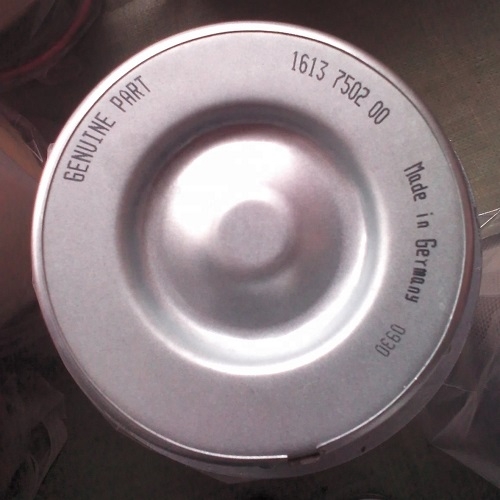 GENUINE PART
1613 7502 00
Made in Germany
0930